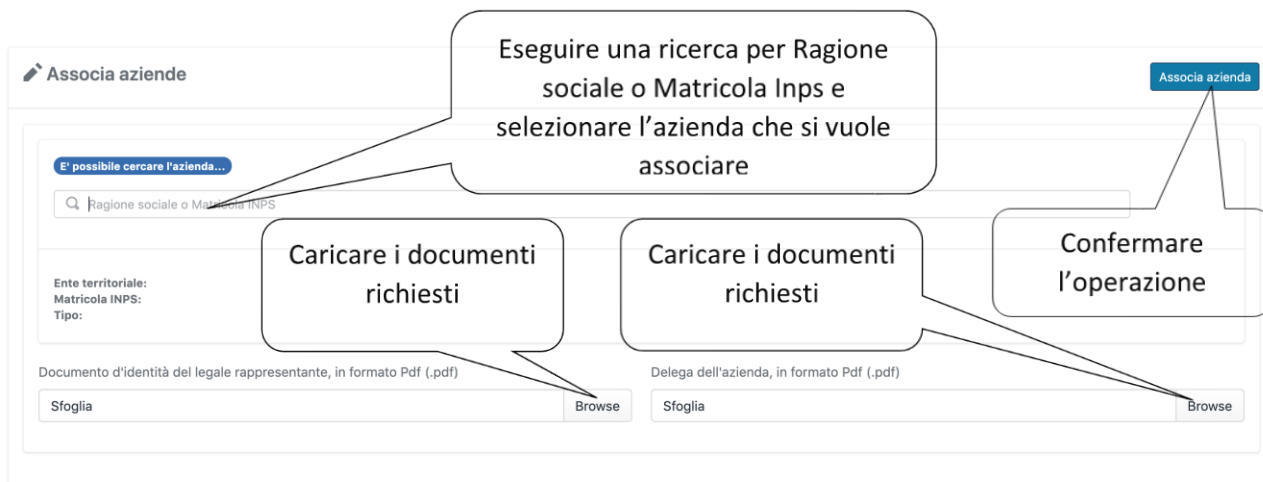 Eseguire una ricerca per Ragione
sociale o Matricola Inps e
selezionare l’azienda che si vuole
associare
Associa aziende
Associa azienda
E' possibile cercare l'azienda...
Ragione sociale o Matricola INPS
Caricare i documenti
richiesti
Caricare i documenti
richiesti
Confermare
l’operazione
Ente territoriale:
Matricola INPS:
Tipo:
Documento d'identità del legale rappresentante, in formato Pdf (.pdf)
Delega dell'azienda, in formato Pdf (.pdf)
Sfoglia
Browse
Sfoglia
Browse